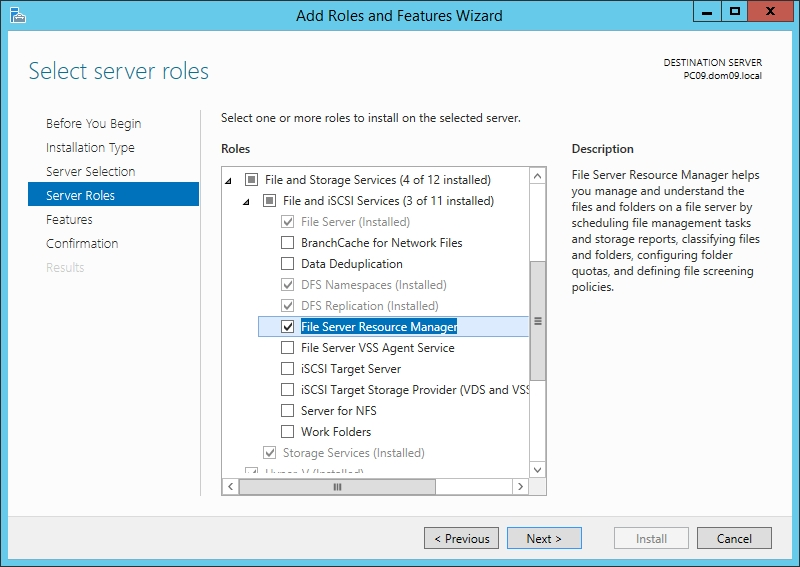 Add Roles and Features Wizard
Select server roles
DESTINATION SERVER
PC09.dom09.local
Before You Begin
Installation Type
Server Selection
Server Roles
Features
Confirmation
Results
Select one or more roles to install on the selected server.
Roles
File and Storage Services (4 of 12 installed)
File and iSCSI Services (3 of 11 installed)
File Server (Installed)
BranchCache for Network Files
Data Deduplication
DFS Namespaces (Installed)
DFS Replication (Installed)
File Server Resource Manager
File Server VSS Agent Service
iSCSI Target Server
iSCSI Target Storage Provider (VDS and VSS
Server for NFS
Work Folders
Storage Services (Installed)
Hyper-V (Installed)
Description
File Server Resource Manager helps
you manage and understand the
files and folders on a file server by
scheduling file management tasks
and storage reports, classifying files
and folders, configuring folder
quotas, and defining file screening
policies.
< Previous
Next >
Install
Cancel